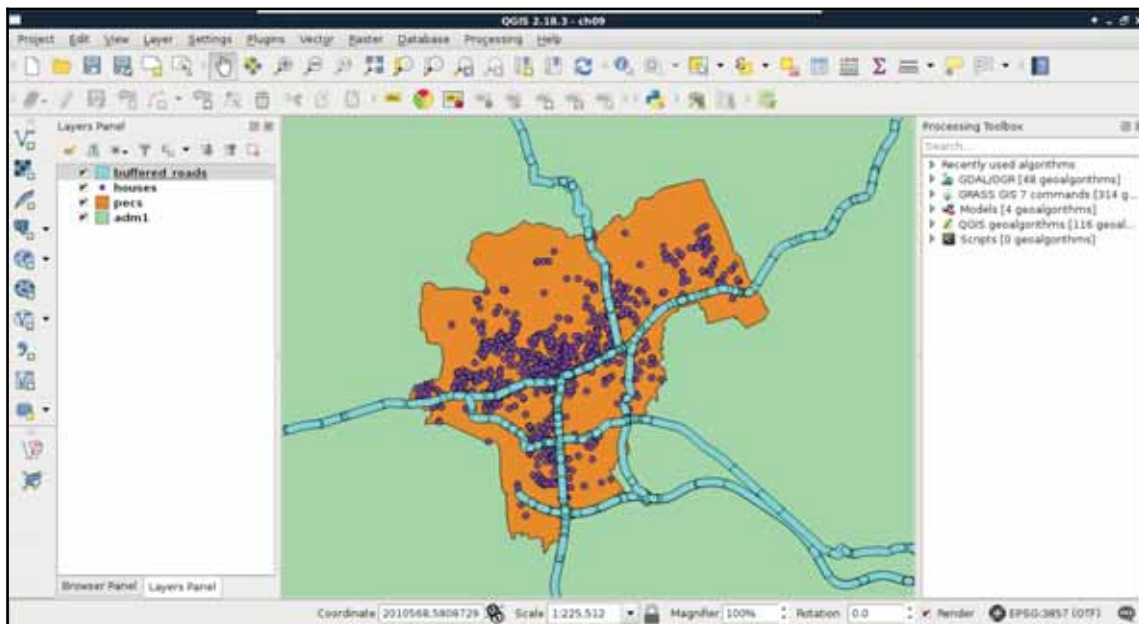 QGIS 2.18.3 - ch09
Project Edit View Layer Settings Plugins Vector Raster Database Processing Help
Layers Panel
buffered_roads
houses
pecs
adm1
Browser Panel Layers Panel
Processing Toolbox
Search...
Recently used algorithms
GDAL/OGR [48 geoalgorithms]
GRASS GIS 7 commands [314 g...
Models [4 geoalgorithms]
QGIS geoalgorithms [116 geoal...
Scripts [0 geoalgorithms]
Coordinate 2010568,5808729 Scale 1:225,512 Magnifier 100% Rotation 0.0 Render EPSG:3857 (OTF)